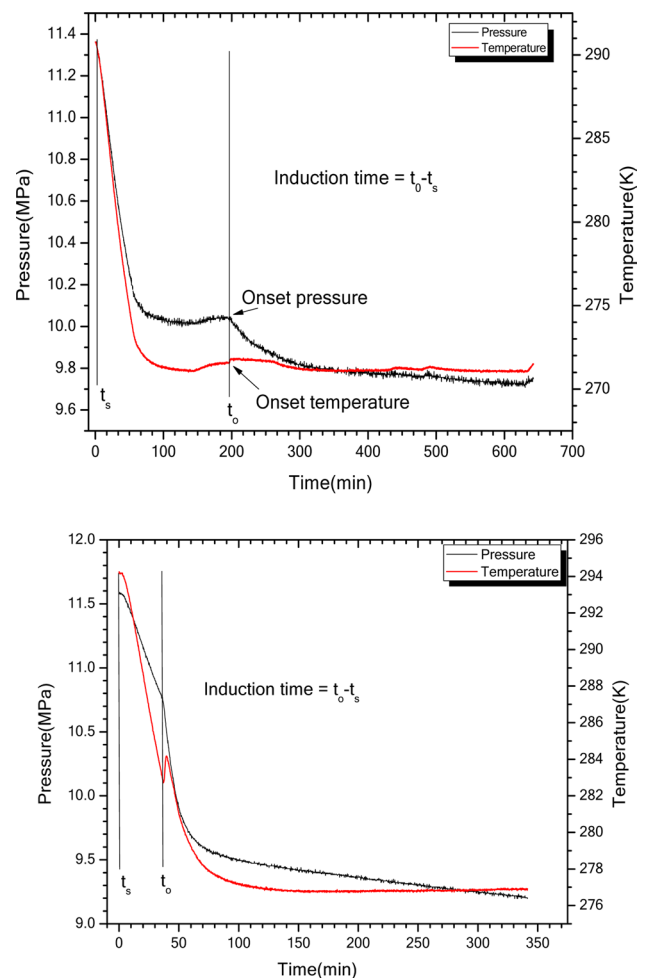 11.4
11.2
11.0
10.8
10.6
10.4
10.2
10.0
9.8
9.6
Pressure(MPa)
Pressure
Temperature
290
285
280
275
270
Temperature(K)
Induction time = t0-ts
Onset pressure
Onset temperature
ts
to
0 100 200 300 400 500 600 700
Time(min)
12.0
11.5
11.0
10.5
10.0
9.5
9.0
Pressure(MPa)
Pressure
Temperature
296
294
292
290
288
286
284
282
280
278
276
Temperature(K)
Induction time = to-ts
ts
to
0 50 100 150 200 250 300 350
Time(min)